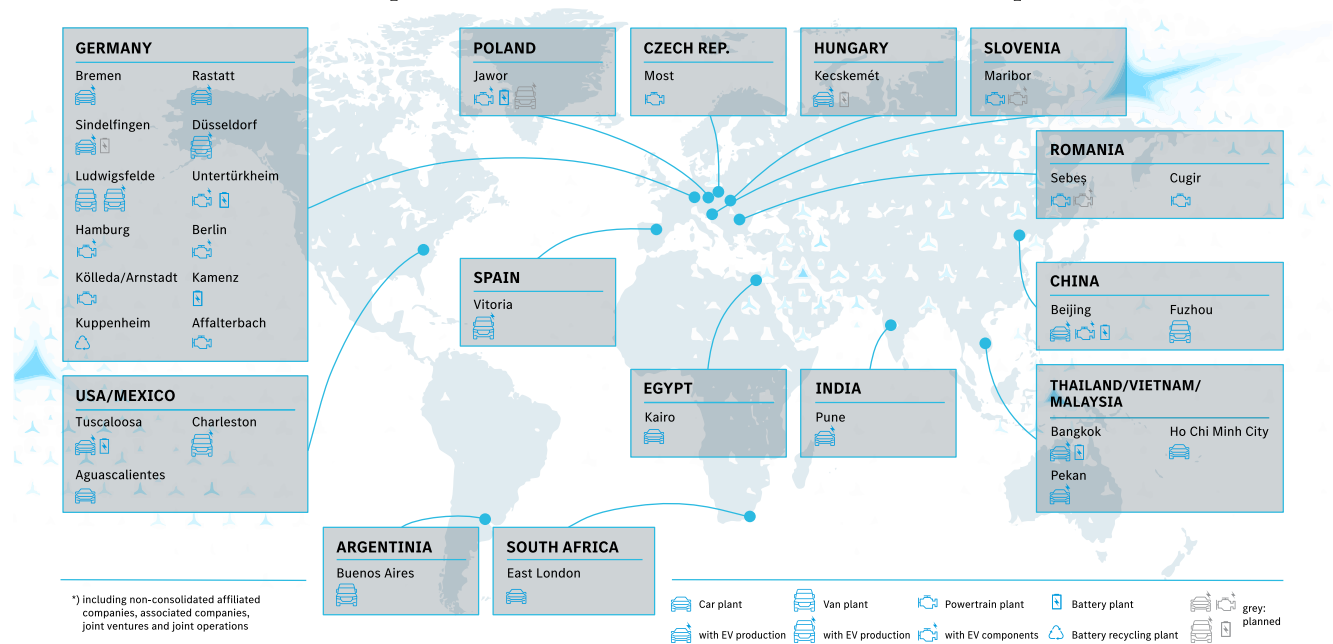 GERMANY
Bremen
Rastatt
Sindelfingen
Düsseldorf
Ludwigsfelde
Untertürkheim
Hamburg
Berlin
Kölleda/Arnstadt
Kamenz
Kuppenheim
Affalterbach
USA/MEXICO
Tuscaloosa
Charleston
Aguascalientes
POLAND
Jawor
CZECH REP.
Most
HUNGARY
Kecskemét
SLOVENIA
Maribor
ROMANIA
Sebeș
Cugir
SPAIN
Vitoria
CHINA
Beijing
Fuzhou
EGYPT
Kairo
INDIA
Pune
THAILAND/VIETNAM/
MALAYSIA
Bangkok
Ho Chi Minh City
Pekan
ARGENTINIA
Buenos Aires
SOUTH AFRICA
East London
*) including non-consolidated affiliated
companies, associated companies,
joint ventures and joint operations
Car plant
Van plant
Powertrain plant
Battery plant
grey:
planned
with EV production
with EV production
with EV components
Battery recycling plant